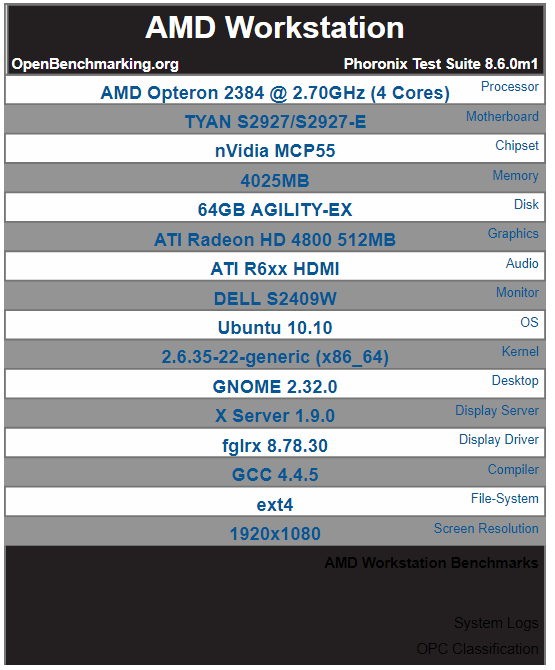 AMD Workstation
OpenBenchmarking.org Phoronix Test Suite 8.6.0m1
AMD Opteron 2384 @ 2.70GHz (4 Cores) Processor
TYAN S2927/S2927-E Motherboard
nVidia MCP55 Chipset
4025MB Memory
64GB AGILITY-EX Disk
ATI Radeon HD 4800 512MB Graphics
ATI R6xx HDMI Audio
DELL S2409W Monitor
Ubuntu 10.10 OS
2.6.35-22-generic (x86_64) Kernel
GNOME 2.32.0 Desktop
X Server 1.9.0 Display Server
fglrx 8.78.30 Display Driver
GCC 4.4.5 Compiler
ext4 File-System
1920x1080 Screen Resolution
AMD Workstation Benchmarks
System Logs
OPC Classification